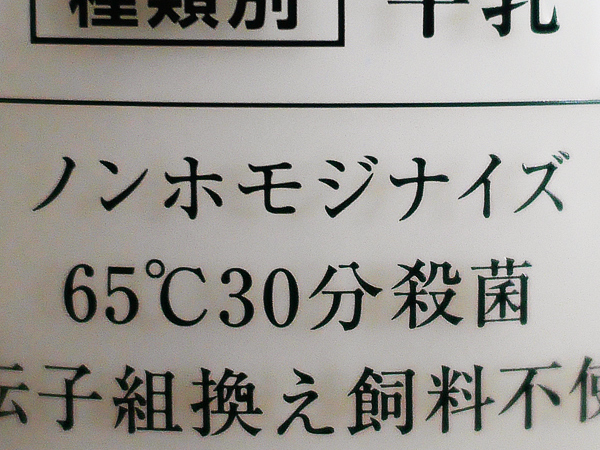 種類別 牛乳
ノンホモジナイズ
65℃30分殺菌
伝子組換え飼料不使